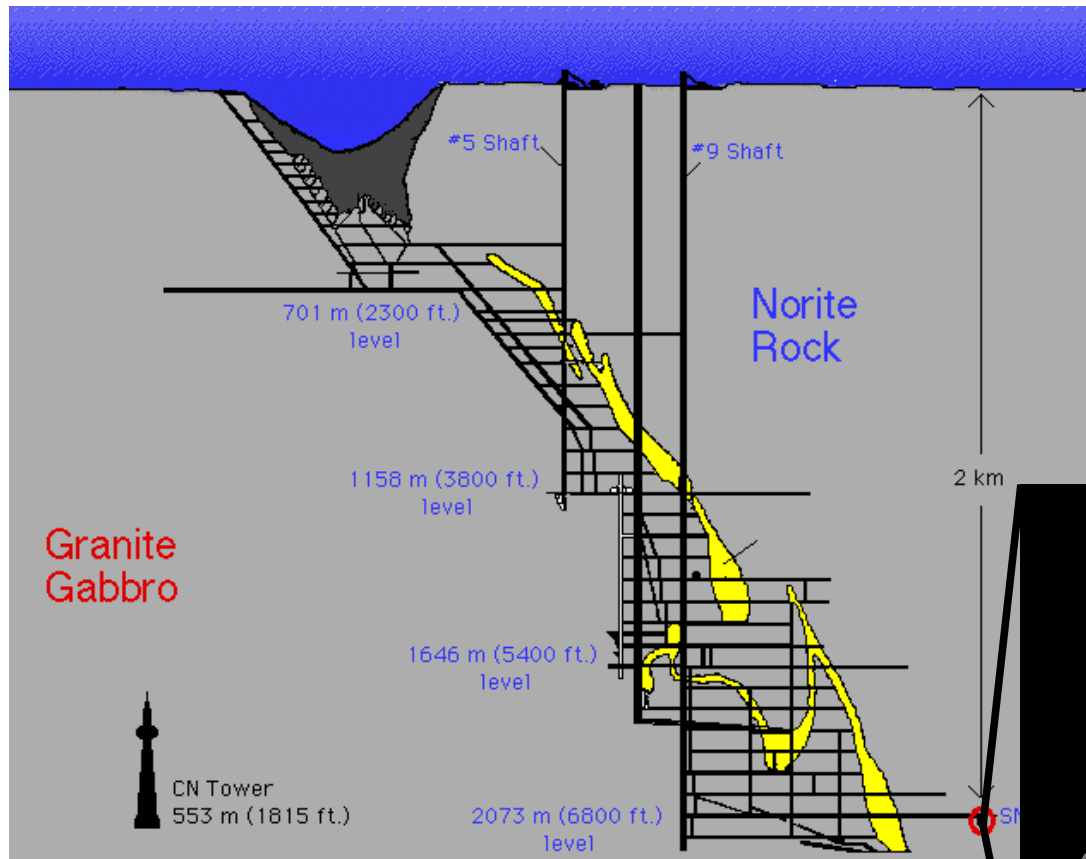 #5 Shaft
#9 Shaft
701 m (2300 ft.)
level
Norite
Rock
1158 m (3800 ft.)
level
2 km
Granite
Gabbro
1646 m (5400 ft.)
level
CN Tower
553 m (1815 ft.)
2073 m (6800 ft.)
level